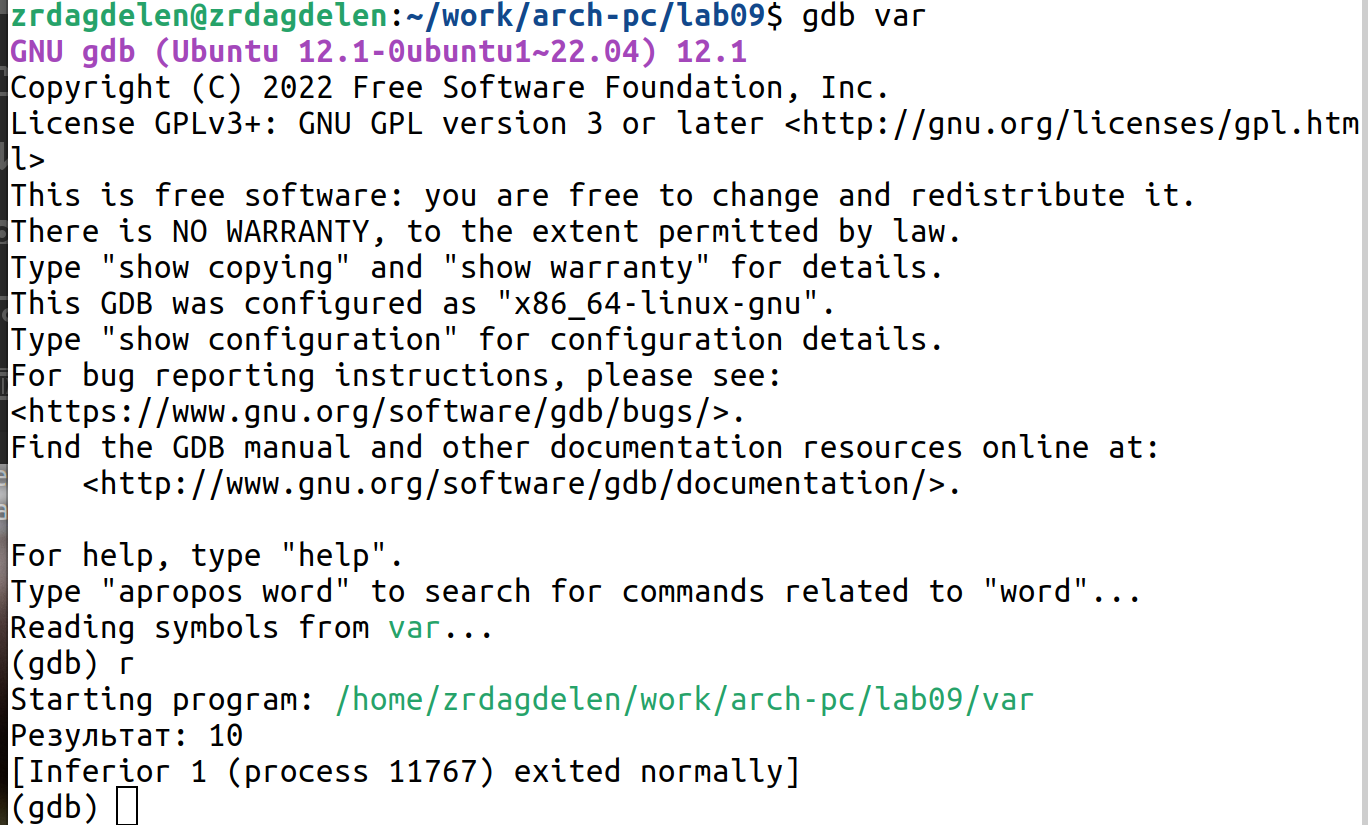 zrdagdelen@zrdagdelen:~/work/arch-pc/lab09$ gdb var
GNU gdb (Ubuntu 12.1-0ubuntu1~22.04) 12.1
Copyright (C) 2022 Free Software Foundation, Inc.
License GPLv3+: GNU GPL version 3 or later <http://gnu.org/licenses/gpl.htm
l>
This is free software: you are free to change and redistribute it.
There is NO WARRANTY, to the extent permitted by law.
Type "show copying" and "show warranty" for details.
This GDB was configured as "x86_64-linux-gnu".
Type "show configuration" for configuration details.
For bug reporting instructions, please see:
<https://www.gnu.org/software/gdb/bugs/>.
Find the GDB manual and other documentation resources online at:
    <http://www.gnu.org/software/gdb/documentation/>.

For help, type "help".
Type "apropos word" to search for commands related to "word"...
Reading symbols from var...
(gdb) r
Starting program: /home/zrdagdelen/work/arch-pc/lab09/var
Результат: 10
[Inferior 1 (process 11767) exited normally]
(gdb)